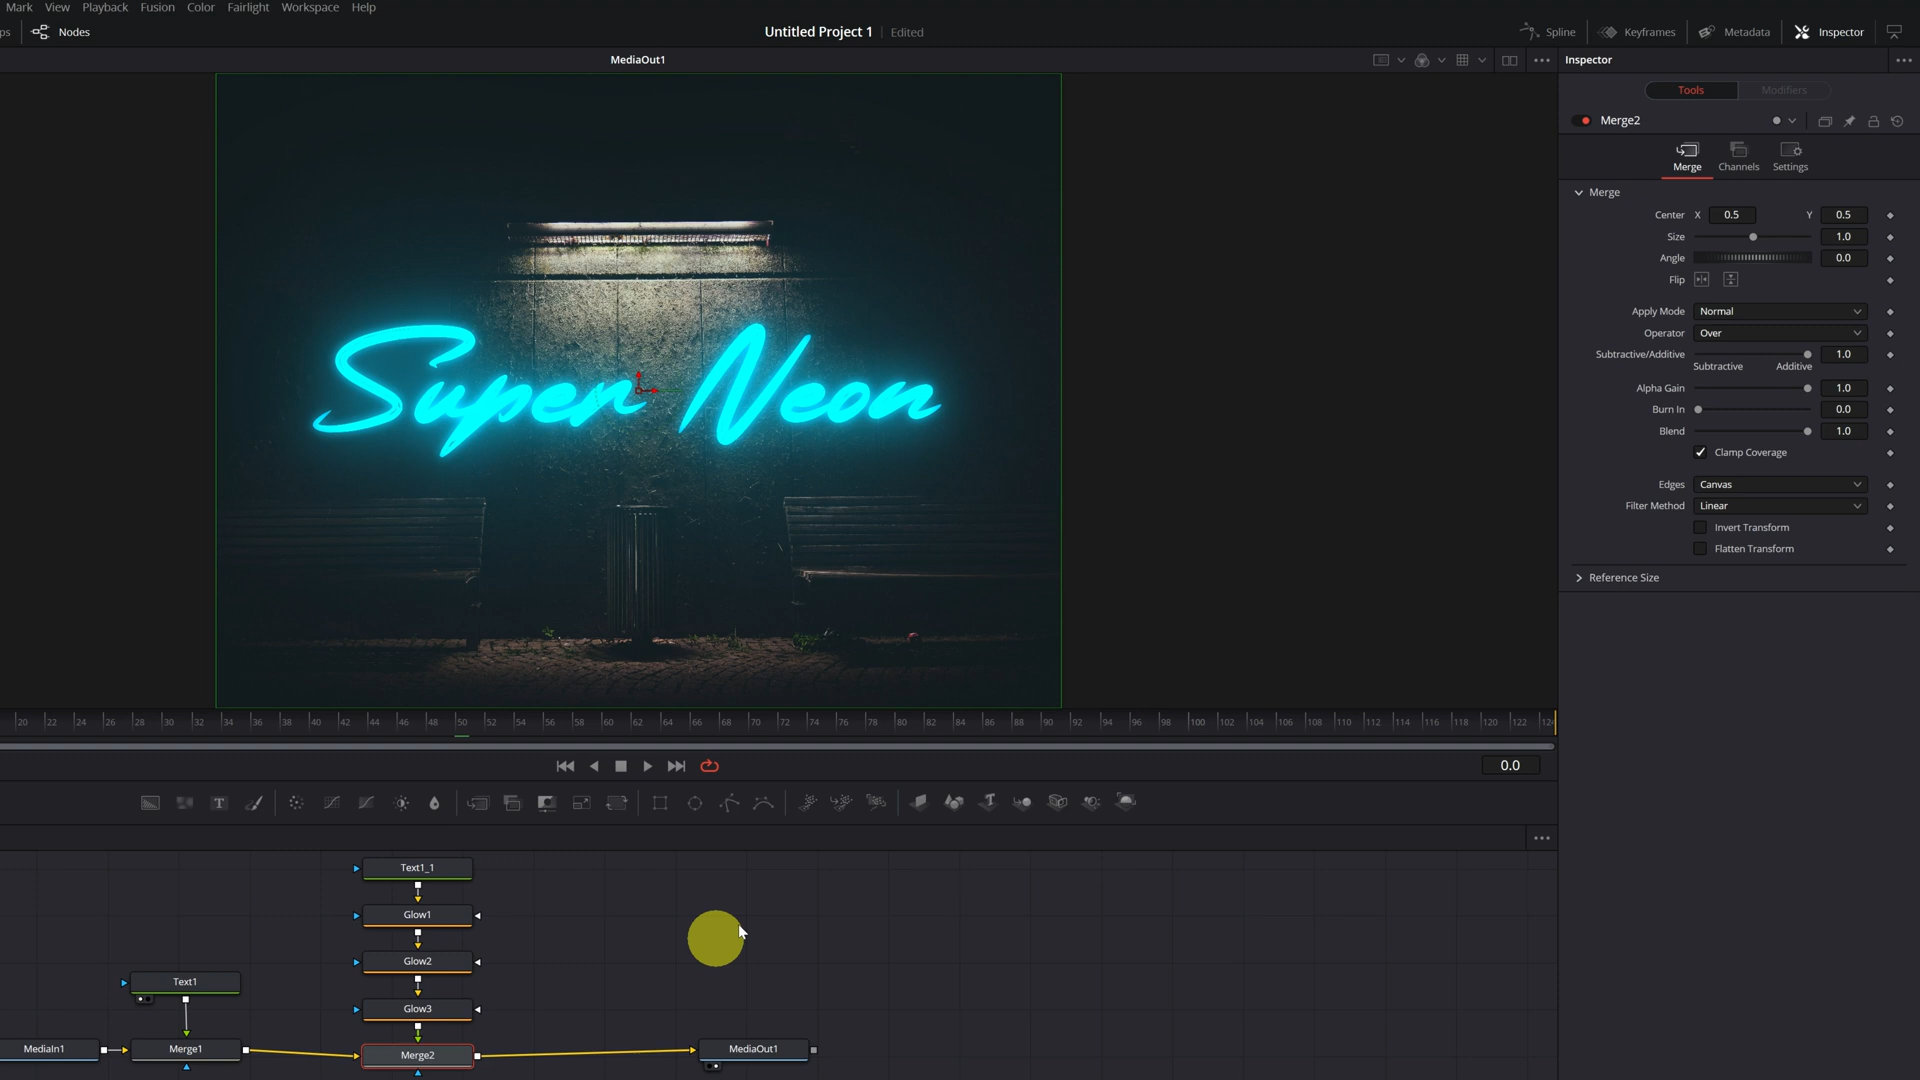 Mark View Playback Fusion Color Fairlight Workspace Help
ps Nodes Untitled Project 1 Edited Spline Keyframes Metadata Inspector
MediaOut1 Inspector
Tools Modifiers
Merge2
Merge Channels Settings
Merge
Center X 0.5 Y 0.5
Size 1.0
Angle 0.0
Flip
Apply Mode Normal
Operator Over
Subtractive/Additive 1.0
Subtractive Additive
Alpha Gain 1.0
Burn In 0.0
Blend 1.0
Clamp Coverage
Edges Canvas
Filter Method Linear
Invert Transform
Flatten Transform
Reference Size
Super Neon
20 22 24 26 28 30 32 34 36 38 40 42 44 46 48 50 52 54 56 58 60 62 64 66 68 70 72 74 76 78 80 82 84 86 88 90 92 94 96 98 100 102 104 106 108 110 112 114 116 118 120 122 124
0.0
T
Text1_1
Glow1
Glow2
Text1
Glow3
MediaIn1 Merge1 Merge2 MediaOut1